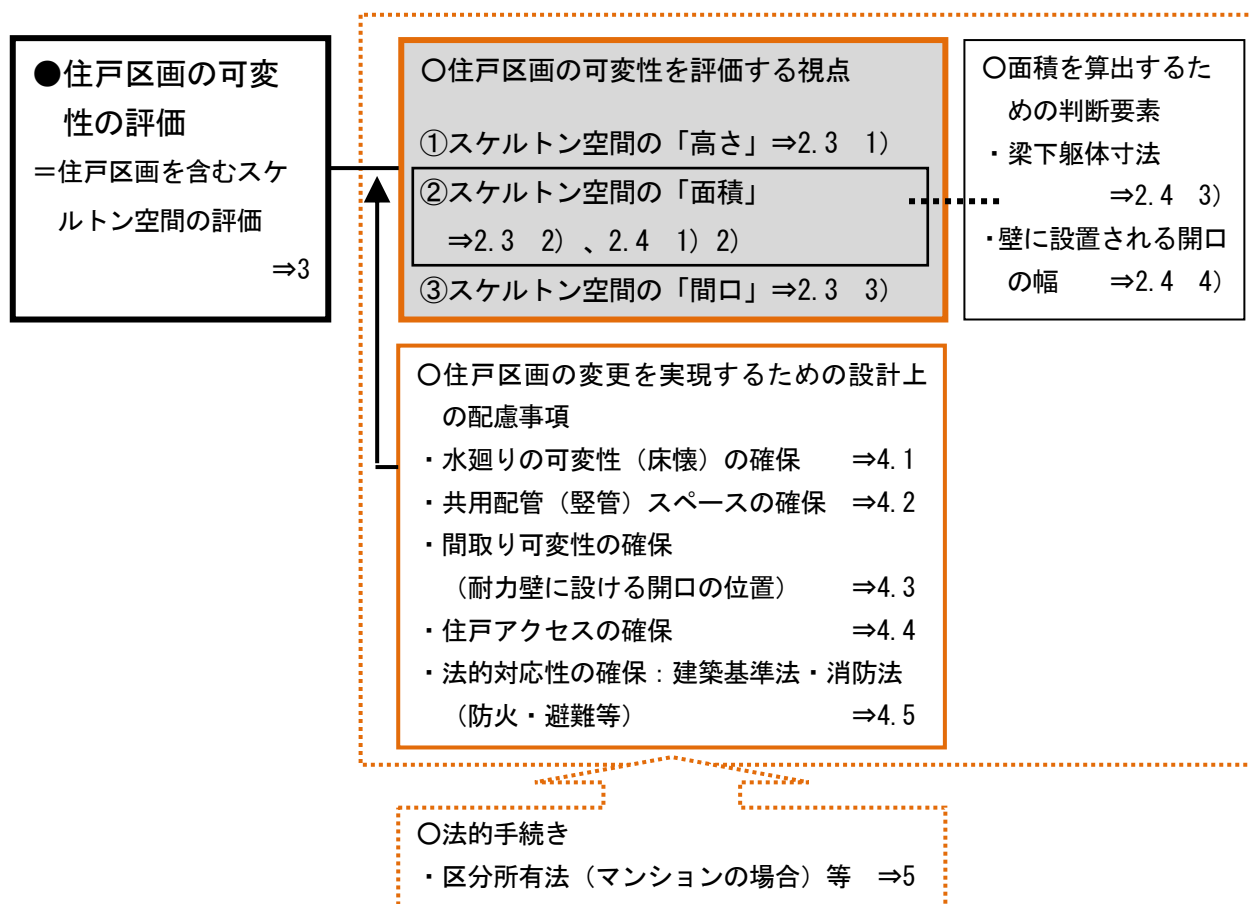 ●住戸区画の可変
性の評価
＝住戸区画を含むスケ
ルトン空間の評価
⇒3
○住戸区画の可変性を評価する視点
①スケルトン空間の「高さ」⇒2.3 1)
②スケルトン空間の「面積」
⇒2.3 2) 、2.4 1) 2)
③スケルトン空間の「間口」⇒2.3 3)
○面積を算出するた
めの判断要素
・梁下躯体寸法
⇒2.4 3)
・壁に設置される開口
の幅 ⇒2.4 4)
○住戸区画の変更を実現するための設計上
の配慮事項
・水廻りの可変性（床懐）の確保 ⇒4.1
・共用配管（竪管）スペースの確保 ⇒4.2
・間取り可変性の確保
（耐力壁に設ける開口の位置） ⇒4.3
・住戸アクセスの確保 ⇒4.4
・法的対応性の確保：建築基準法・消防法
（防火・避難等） ⇒4.5
○法的手続き
・区分所有法（マンションの場合）等 ⇒5